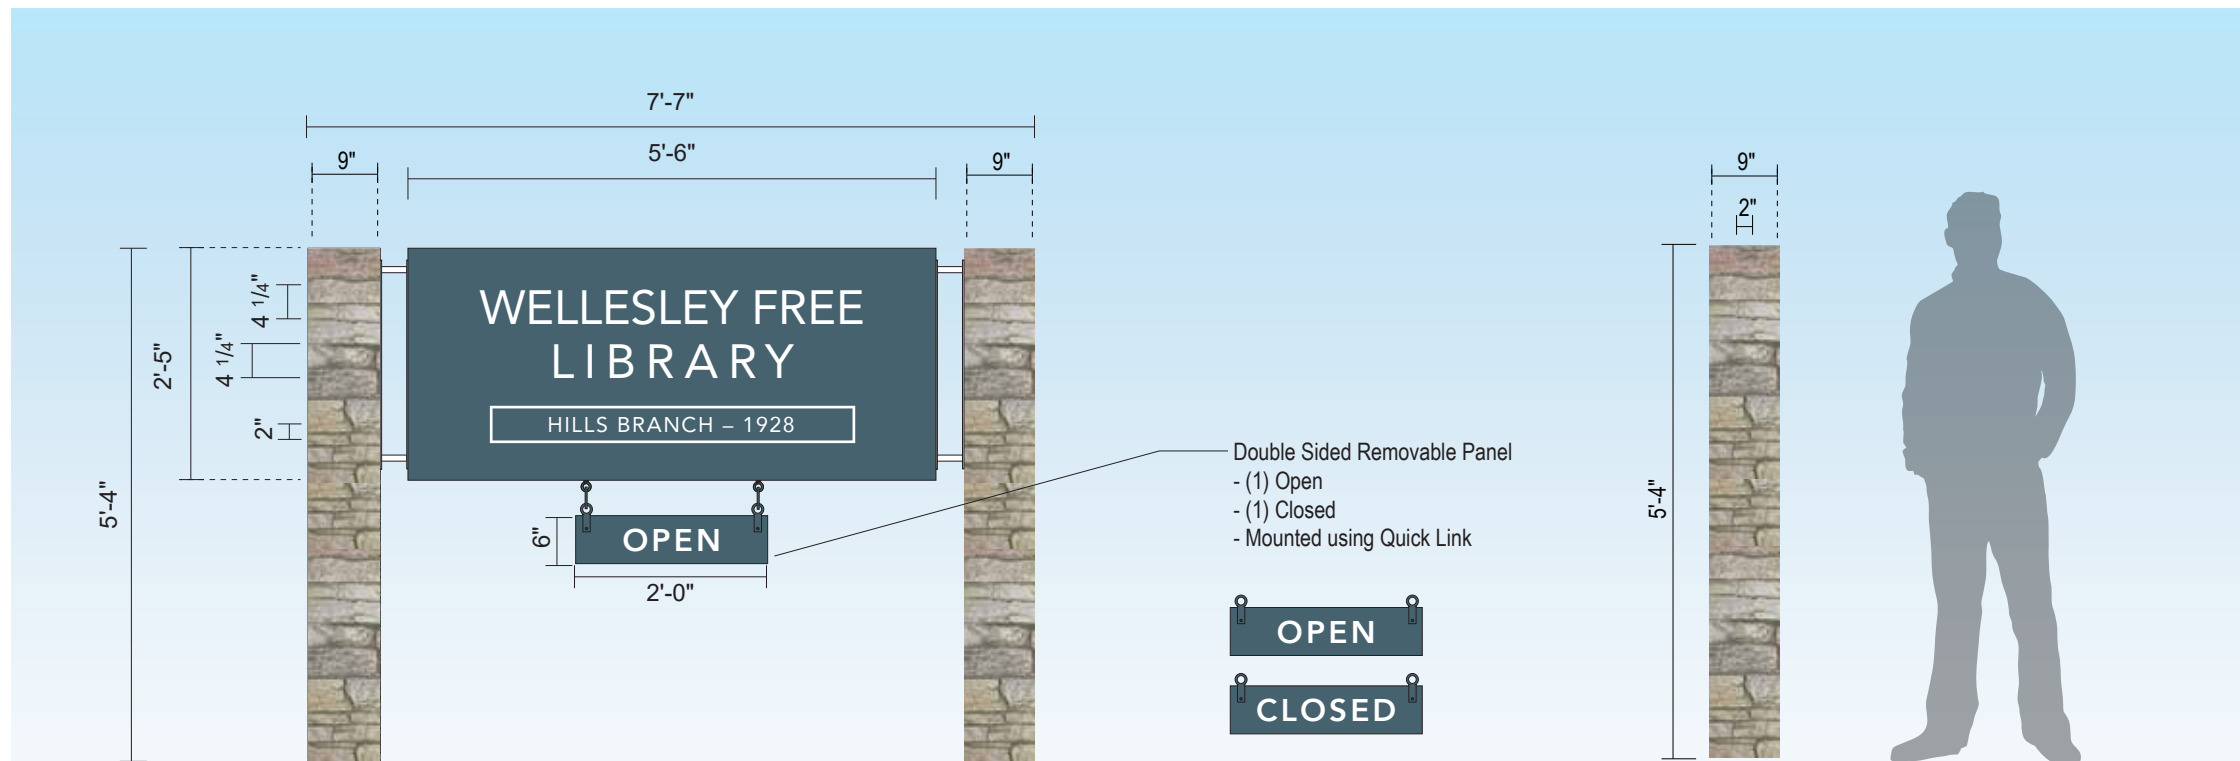 7'-7"
5'-6"
9"
9"
9"
2"
WELLESLEY FREE
LIBRARY
HILLS BRANCH – 1928
4 1/4"
4 1/4"
2'-5"
2"
5'-4"
OPEN
6"
2'-0"
Double Sided Removable Panel
- (1) Open
- (1) Closed
- Mounted using Quick Link
OPEN
CLOSED
5'-4"